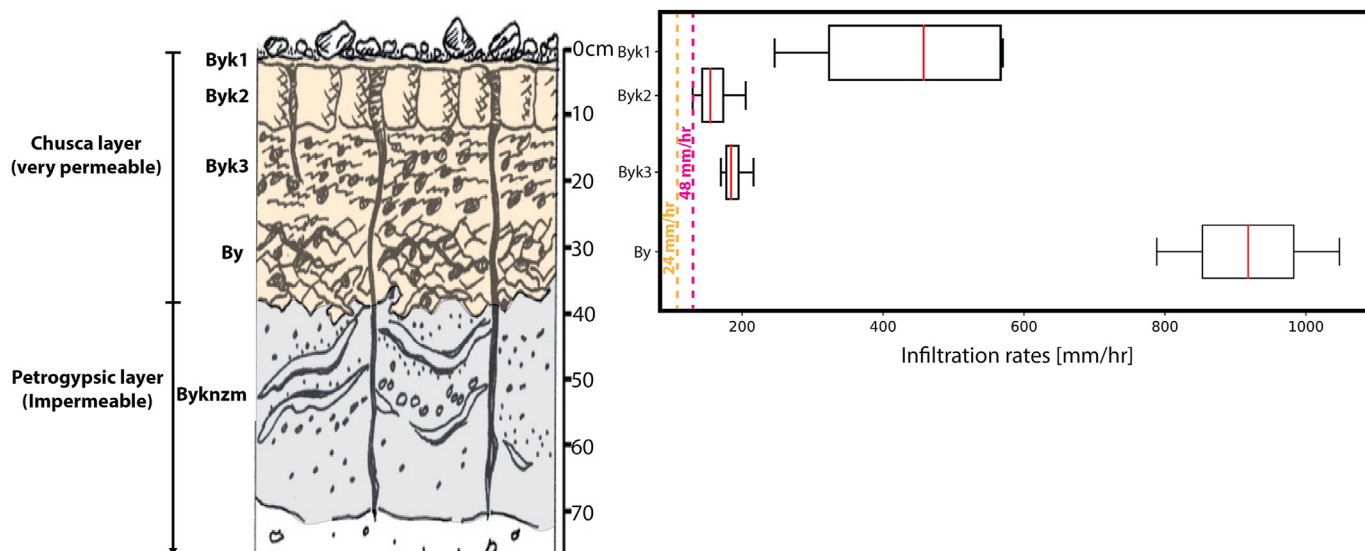 Chusca layer
(very permeable)
Petrogypsic layer
(Impermeable)
Byk1
Byk2
Byk3
By
Byknzm
0cm
10
20
30
40
50
60
70
Byk1
Byk2
Byk3
By
24 mm/hr
48 mm/hr
200
400
600
800
1000
Infiltration rates [mm/hr]